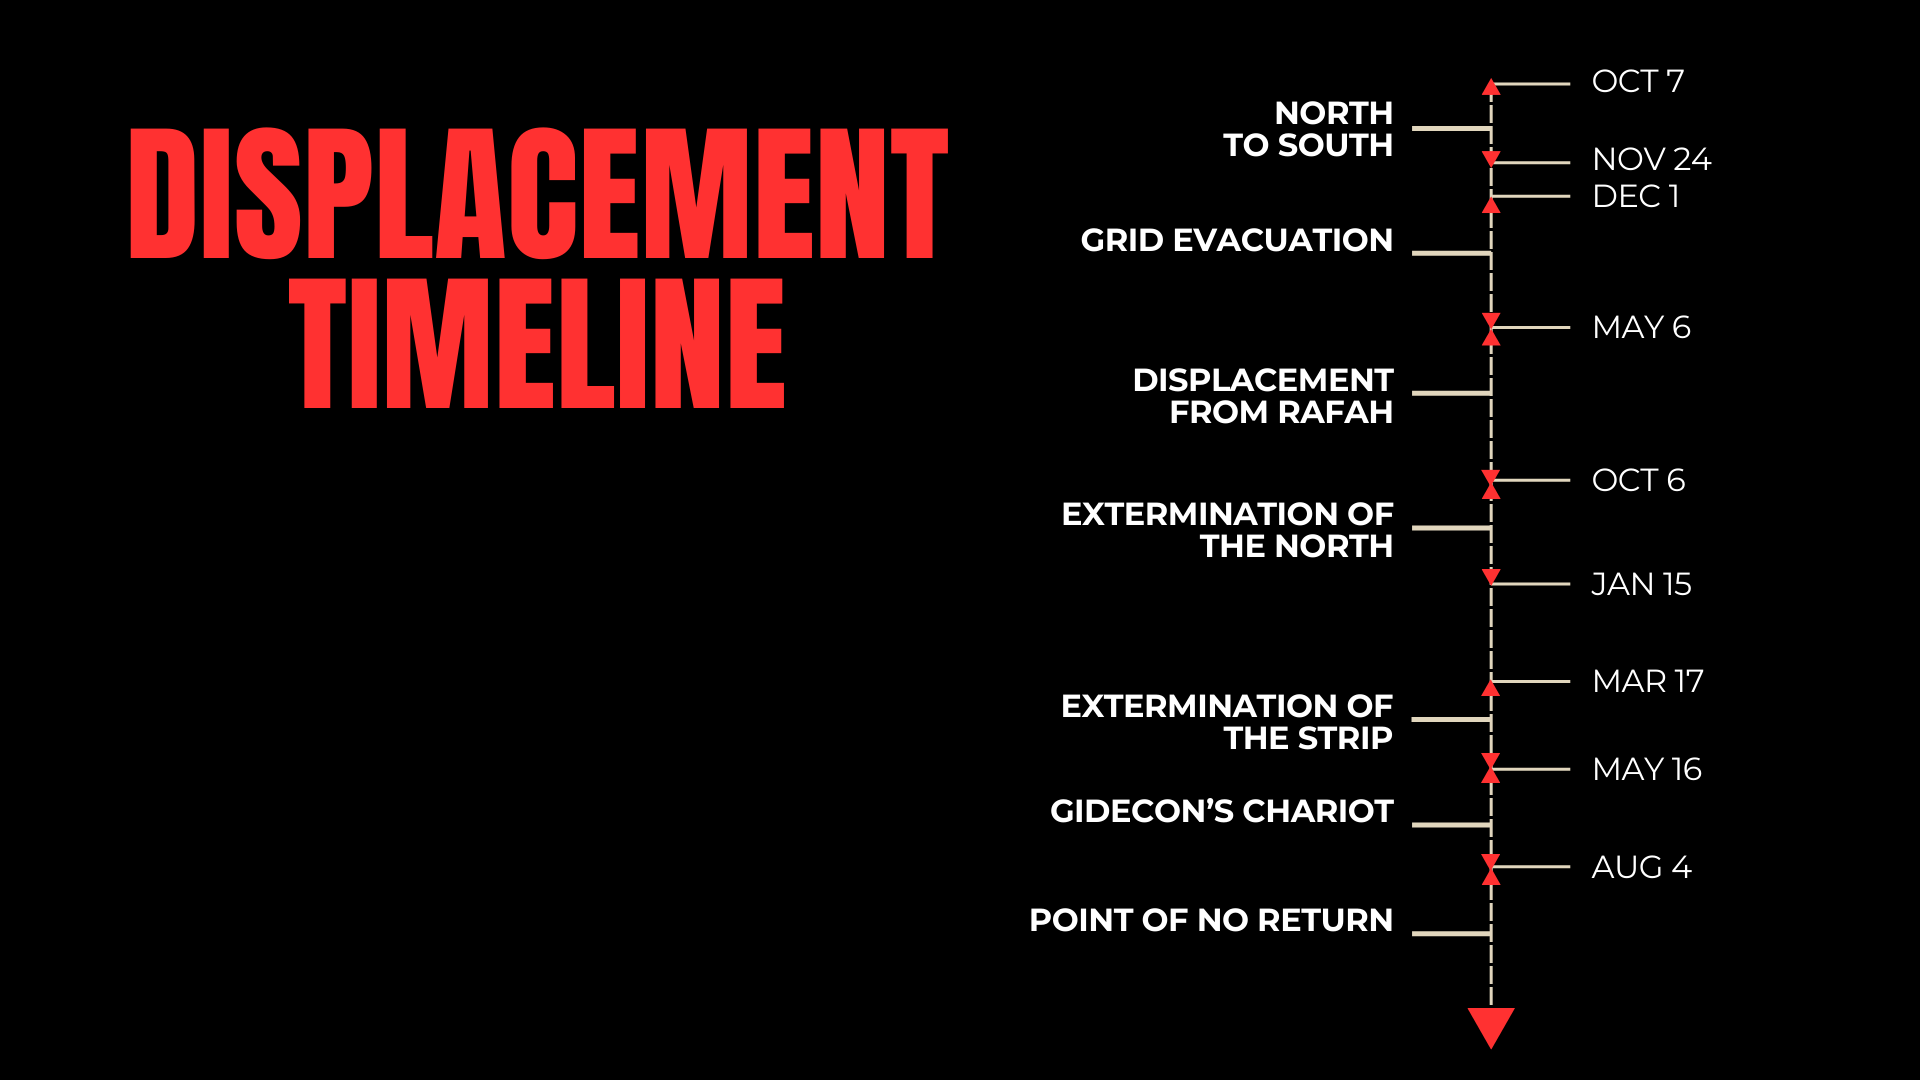 DISPLACEMENT
TIMELINE
OCT 7
NORTH
TO SOUTH
NOV 24
DEC 1
GRID EVACUATION
MAY 6
DISPLACEMENT
FROM RAFAH
OCT 6
EXTERMINATION OF
THE NORTH
JAN 15
MAR 17
EXTERMINATION OF
THE STRIP
MAY 16
GIDECON’S CHARIOT
AUG 4
POINT OF NO RETURN